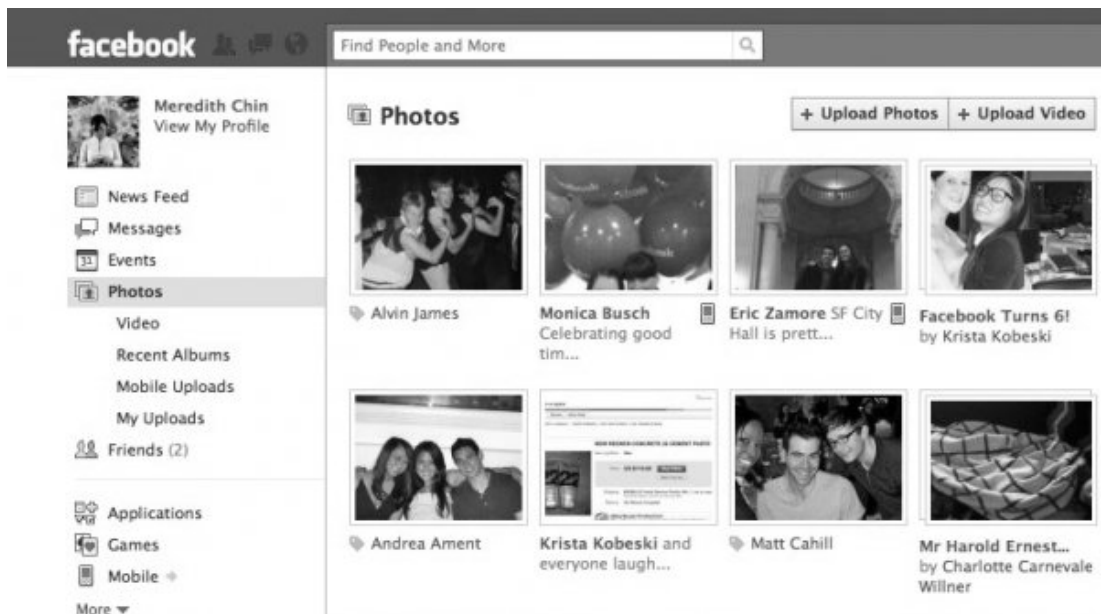 facebook
Find People and More
Meredith Chin
View My Profile
News Feed
Messages
31
Events
Photos
Video
Recent Albums
Mobile Uploads
My Uploads
Friends (2)
Applications
Games
Mobile
More
Photos
+ Upload Photos
+ Upload Video
Alvin James
Monica Busch
Celebrating good
tim...
Eric Zamore SF City
Hall is prett...
Facebook Turns 6!
by Krista Kobeski
Andrea Ament
Krista Kobeski and
everyone laugh...
Matt Cahill
Mr Harold Ernest...
by Charlotte Carnevale
Willner